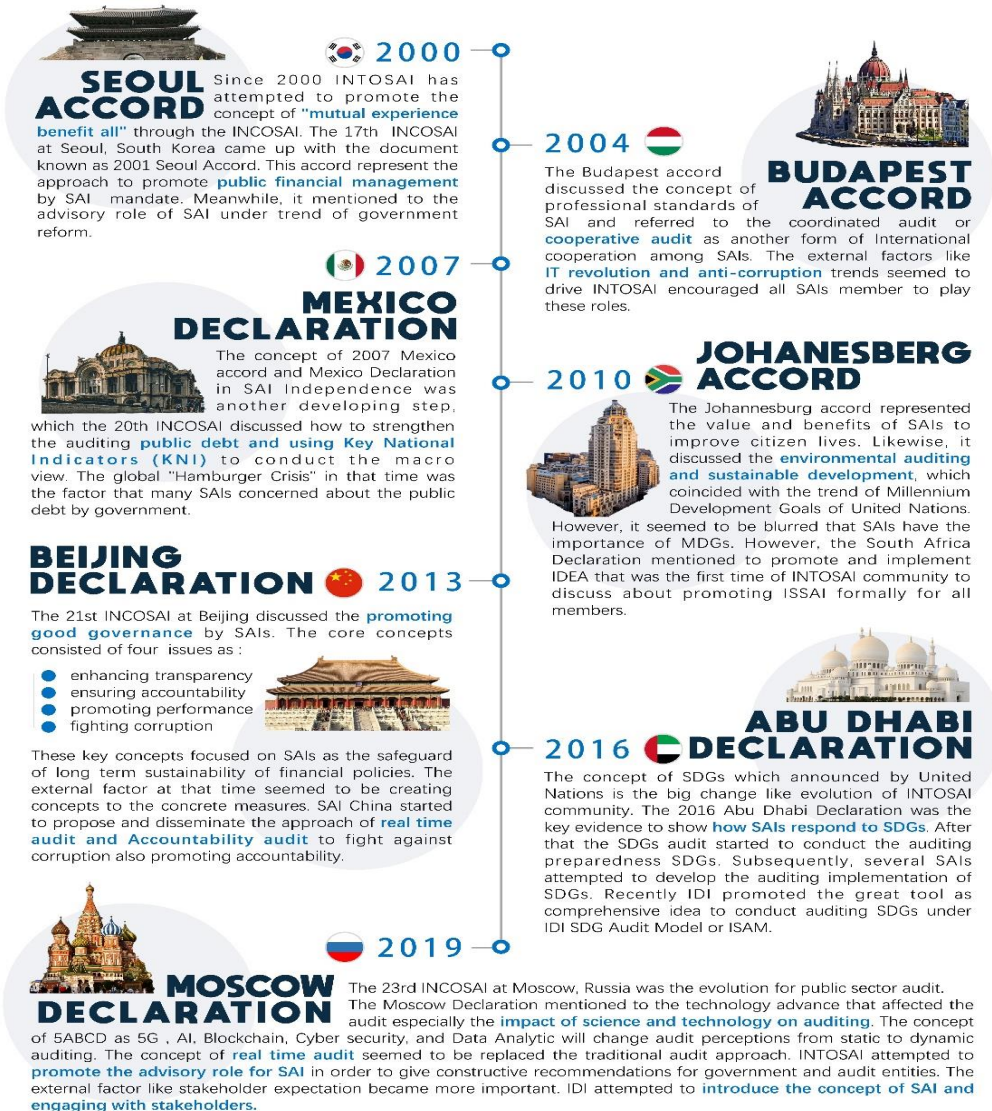 2000
SEOUL
ACCORD
Since 2000 INTOSAI has
attempted to promote the
concept of "mutual experience
benefit all" through the INCOSAI. The 17th INCOSAI
at Seoul, South Korea came up with the document
known as 2001 Seoul Accord. This accord represent the
approach to promote public financial management
by SAI mandate. Meanwhile, it mentioned to the
advisory role of SAI under trend of government
reform.
2004
BUDAPEST
ACCORD
The Budapest accord
discussed the concept of
professional standards of
SAI and referred to the coordinated audit or
cooperative audit as another form of International
cooperation among SAIs. The external factors like
IT revolution and anti-corruption trends seemed to
drive INTOSAI encouraged all SAIs member to play
these roles.
2007
MEXICO
DECLARATION
The concept of 2007 Mexico
accord and Mexico Declaration
in SAI Independence was
another developing step,
which the 20th INCOSAI discussed how to strengthen
the auditing public debt and using Key National
Indicators (KNI) to conduct the macro
view. The global "Hamburger Crisis" in that time was
the factor that many SAIs concerned about the public
debt by government.
2010
JOHANESBERG
ACCORD
The Johannesburg accord represented
the value and benefits of SAIs to
improve citizen lives. Likewise, it
discussed the environmental auditing
and sustainable development, which
coincided with the trend of Millennium
Development Goals of United Nations.
However, it seemed to be blurred that SAIs have the
importance of MDGs. However, the South Africa
Declaration mentioned to promote and implement
IDEA that was the first time of INTOSAI community to
discuss about promoting ISSAI formally for all
members.
BEIJING
DECLARATION
2013
The 21st INCOSAI at Beijing discussed the promoting
good governance by SAIs. The core concepts
consisted of four issues as :
enhancing transparency
ensuring accountability
promoting performance
fighting corruption
These key concepts focused on SAIs as the safeguard
of long term sustainability of financial policies. The
external factor at that time seemed to be creating
concepts to the concrete measures. SAI China started
to propose and disseminate the approach of real time
audit and Accountability audit to fight against
corruption also promoting accountability.
2016
ABU DHABI
DECLARATION
The concept of SDGs which announced by United
Nations is the big change like evolution of INTOSAI
community. The 2016 Abu Dhabi Declaration was the
key evidence to show how SAIs respond to SDGs. After
that the SDGs audit started to conduct the auditing
preparedness SDGs. Subsequently, several SAIs
attempted to develop the auditing implementation of
SDGs. Recently IDI promoted the great tool as
comprehensive idea to conduct auditing SDGs under
IDI SDG Audit Model or ISAM.
2019
MOSCOW
DECLARATION
The 23rd INCOSAI at Moscow, Russia was the evolution for public sector audit.
The Moscow Declaration mentioned to the technology advance that affected the
audit especially the impact of science and technology on auditing. The concept
of 5ABCD as 5G , AI, Blockchain, Cyber security, and Data Analytic will change audit perceptions from static to dynamic
auditing. The concept of real time audit seemed to be replaced the traditional audit approach. INTOSAI attempted to
promote the advisory role for SAI in order to give constructive recommendations for government and audit entities. The
external factor like stakeholder expectation became more important. IDI attempted to introduce the concept of SAI and
engaging with stakeholders.